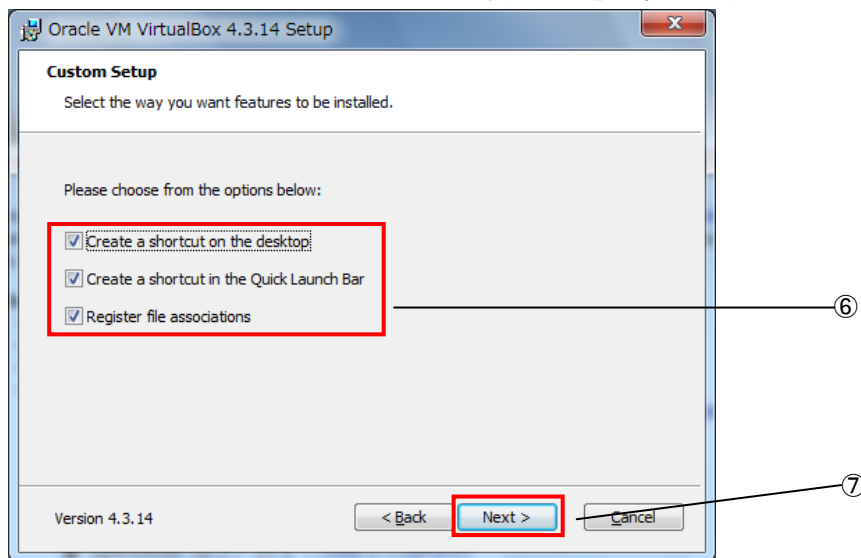 Oracle VM VirtualBox 4.3.14 Setup
Custom Setup
Select the way you want features to be installed.
Please choose from the options below:
Create a shortcut on the desktop
Create a shortcut in the Quick Launch Bar
Register file associations
⑥
⑦
Version 4.3.14
< Back
Next >
Cancel